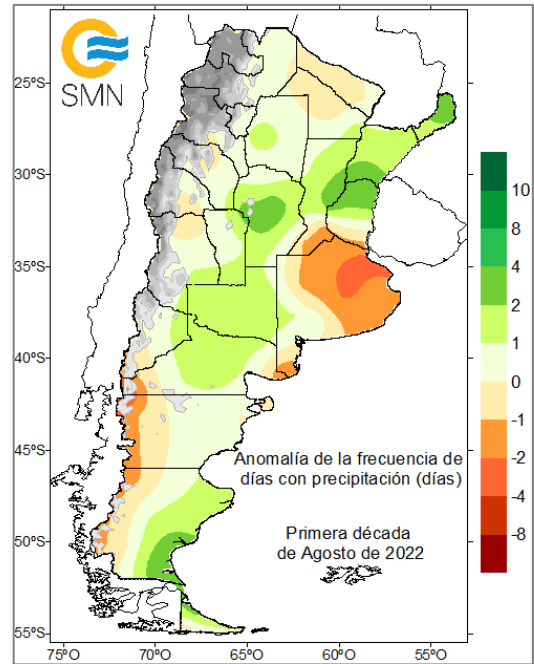 SMN
25°S
30°S
35°S
40°S
45°S
50°S
55°S
75°O
70°O
65°O
60°O
55°O
10
8
4
2
1
0
-1
-2
-4
-8
Anomalía de la frecuencia de
días con precipitación (días)
Primera década
de Agosto de 2022